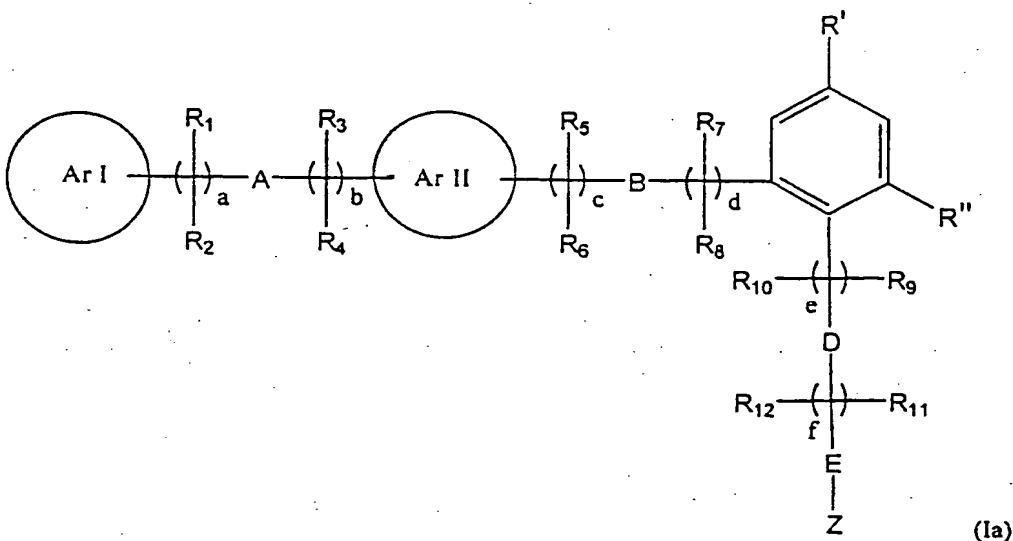 R'
R1 R3 R5 R7
Ar I ( ) a A ( ) b Ar II ( ) c B ( ) d
R2 R4 R6 R8 R''
R10 ( ) e R9
D
R12 ( ) f R11
E
Z
(Ia)